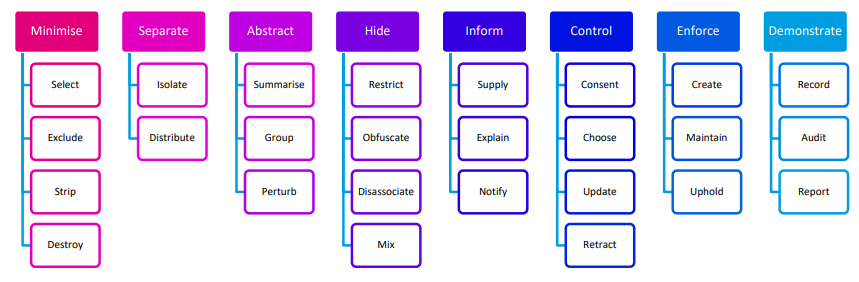 Minimise
Select
Exclude
Strip
Destroy
Separate
Isolate
Distribute
Abstract
Summarise
Group
Perturb
Hide
Restrict
Obfuscate
Disassociate
Mix
Inform
Supply
Explain
Notify
Control
Consent
Choose
Update
Retract
Enforce
Create
Maintain
Uphold
Demonstrate
Record
Audit
Report